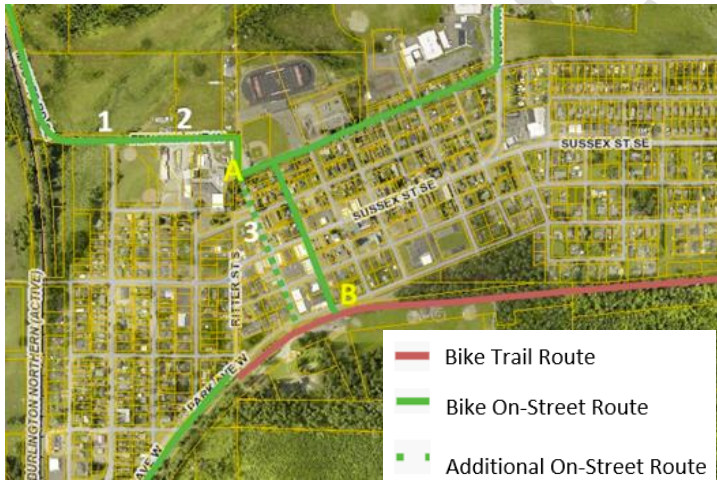 1
2
A
SUSSEX ST SE
SUSSEX ST SE
3
RITTER ST S
B
BURLINGTON NORTHERN (ACTIVE)
PARK AVE W
AVE W
Bike Trail Route
Bike On-Street Route
Additional On-Street Route